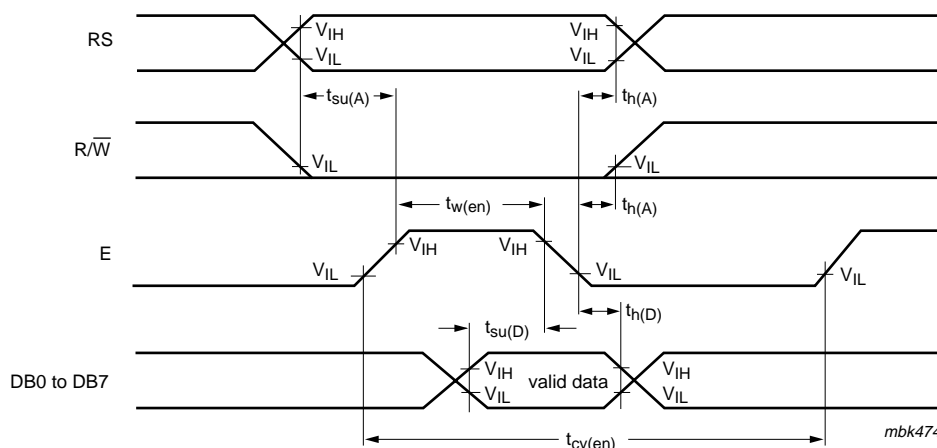 RS
VIH
VIL
VIH
VIL
tsu(A)
th(A)
R/W̅
VIL
VIL
tw(en)
th(A)
E
VIL
VIH
VIH
VIL
VIL
tsu(D)
th(D)
DB0 to DB7
VIH
VIL
valid data
VIH
VIL
tcy(en)
mbk474